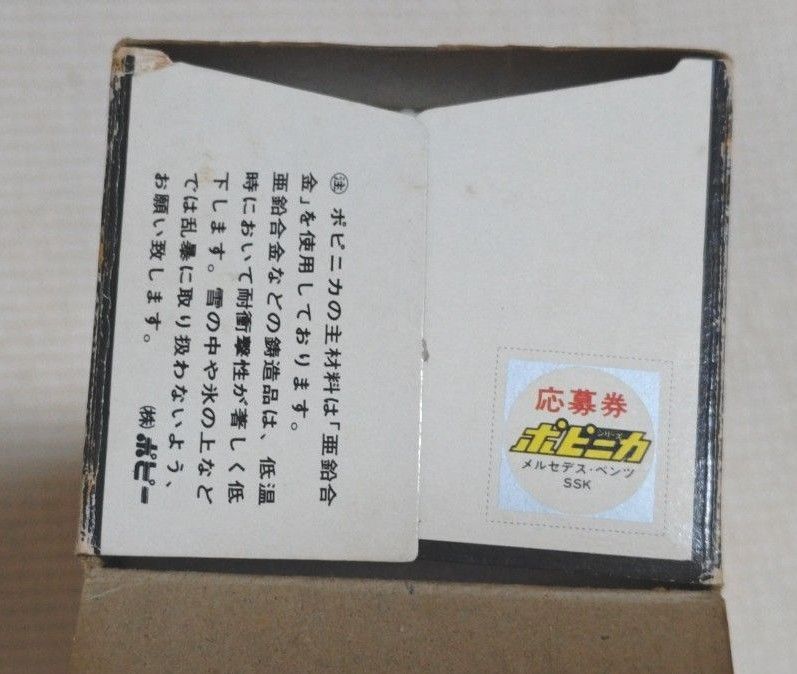 ㊟ ポピニカの主材料は「亜鉛合
金」を使用しております。
亜鉛合金などの鋳造品は、低温
時において耐衝撃性が著しく低
下します。雪の中や氷の上など
では乱暴に取り扱わないよう、
お願い致します。
㈱ポピー
応募券
ポピニカ
シリーズ
メルセデス・ベンツ
SSK